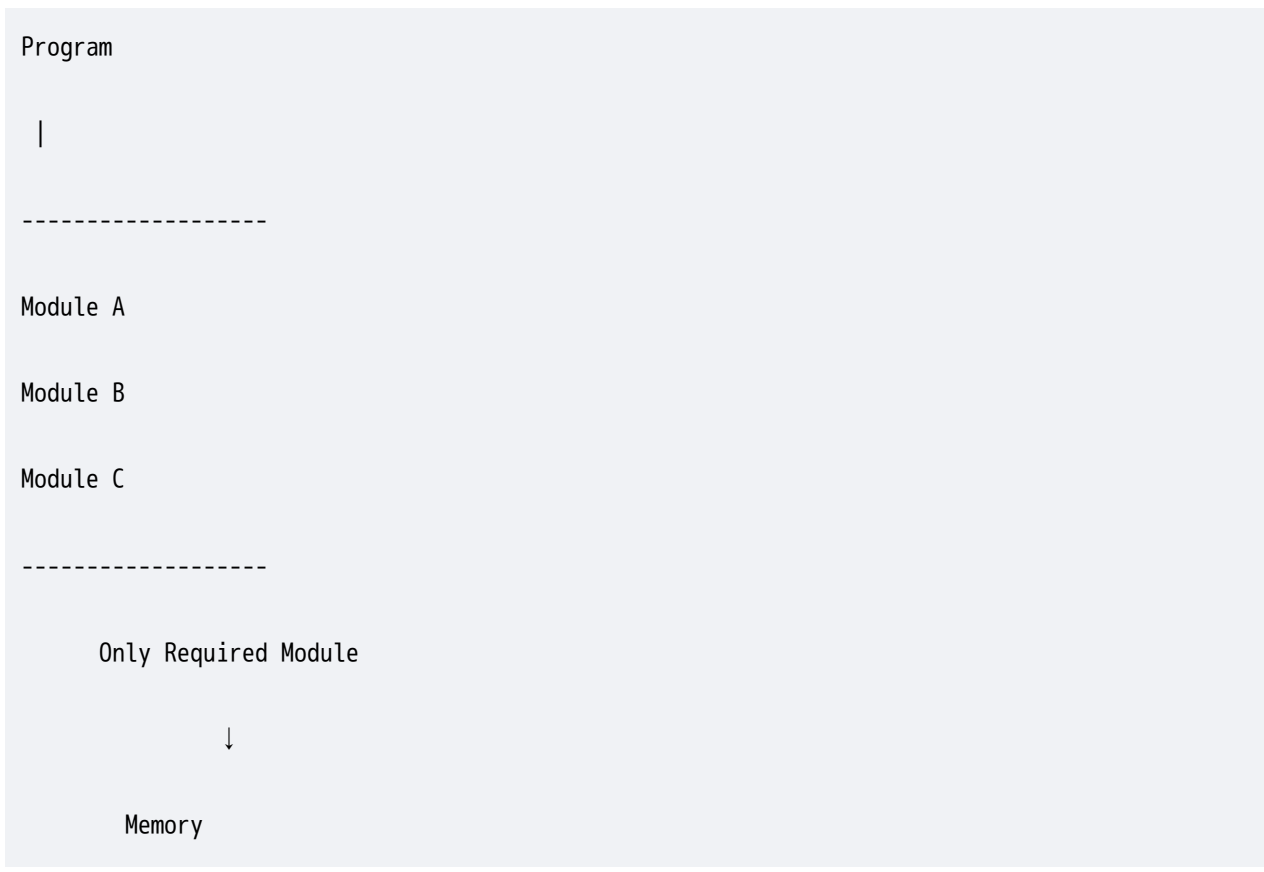 Program
|
-------------------
Module A
Module B
Module C
-------------------
Only Required Module
↓
Memory